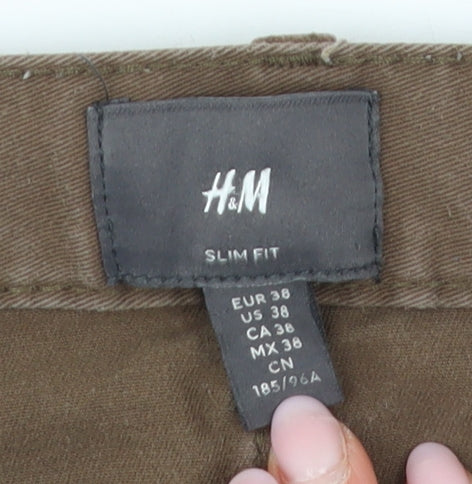 H&M
SLIM FIT
EUR 38
US 38
CA 38
MX 38
CN
185/96A